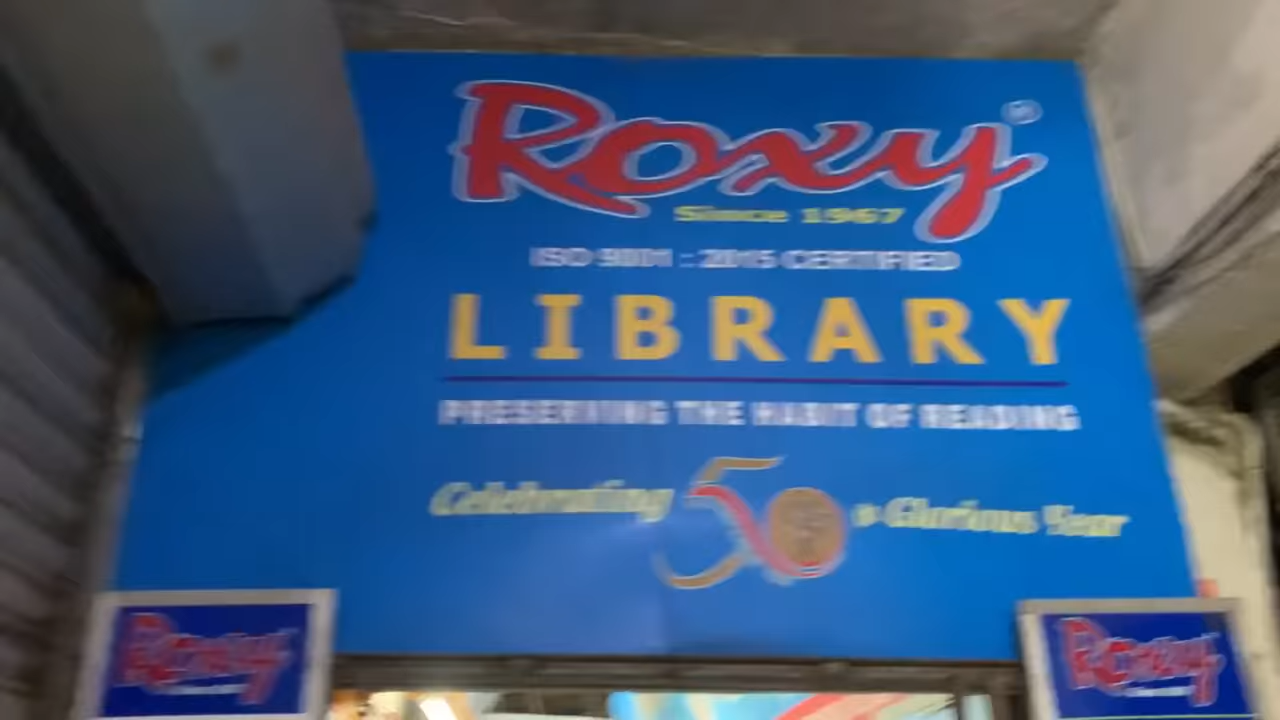 Roxy
Since 1967
ISO 9001 : 2015 CERTIFIED
LIBRARY
PRESERVING THE HABIT OF READING
Celebrating 50 Glorious Year
Roxy
Roxy